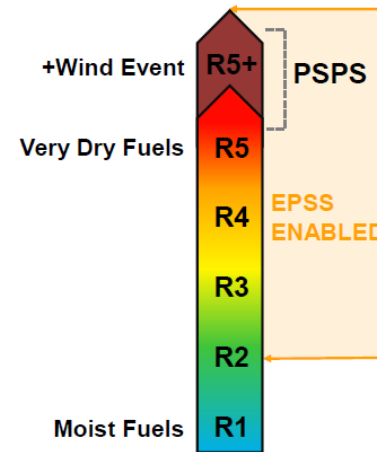 +Wind Event R5+ PSPS
Very Dry Fuels R5
R4 EPSS
ENABLED
R3
R2
Moist Fuels R1